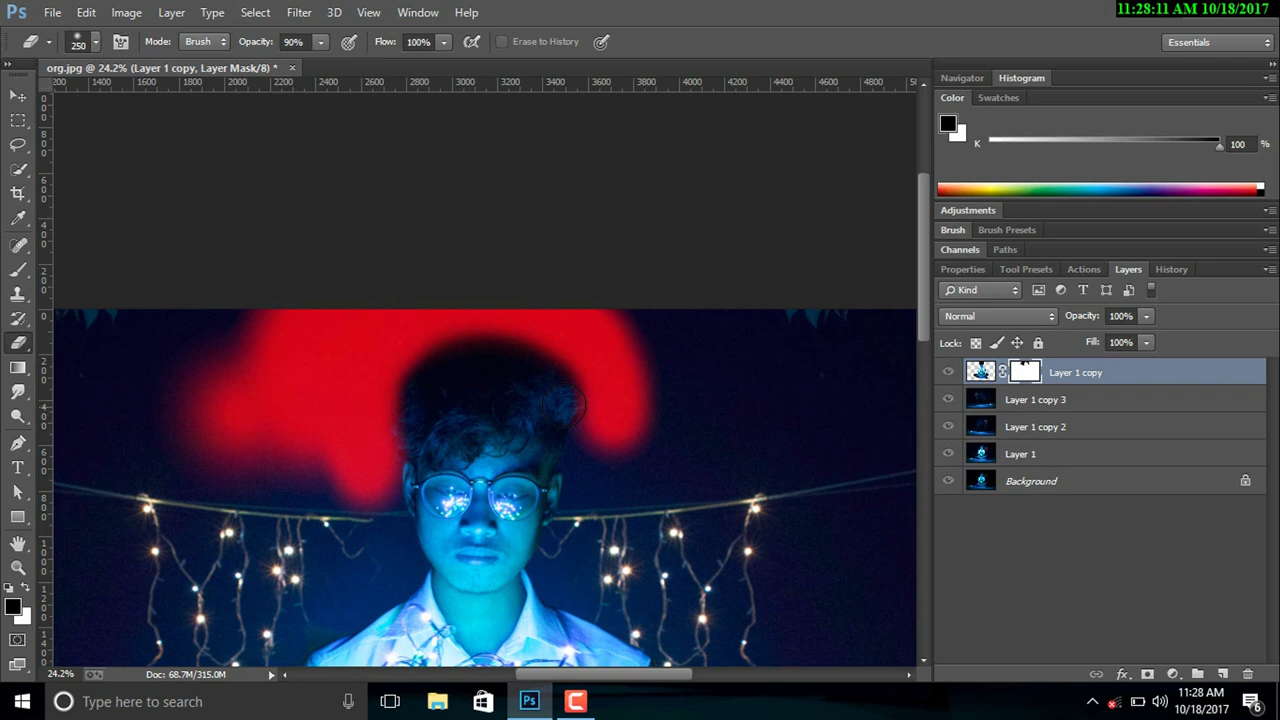 11:28:11 AM 10/18/2017
Ps File Edit Image Layer Type Select Filter 3D View Window Help
250 Mode: Brush Opacity: 90% Flow: 100% Erase to History Essentials
org.jpg @ 24.2% (Layer 1 copy, Layer Mask/8) * ×
1400 1600 1800 2000 2200 2400 2600 2800 3000 3200 3400 3600 3800 4000 4200 4400 4600 4800
Navigator Histogram
Color Swatches
K 100 %
Adjustments
Brush Brush Presets
Channels Paths
Properties Tool Presets Actions Layers History
Kind
Normal Opacity: 100%
Lock: Fill: 100%
Layer 1 copy
Layer 1 copy 3
Layer 1 copy 2
Layer 1
Background
fx
24.2% Doc: 68.7M/315.0M
Type here to search
Ps
11:28 AM
10/18/2017
6